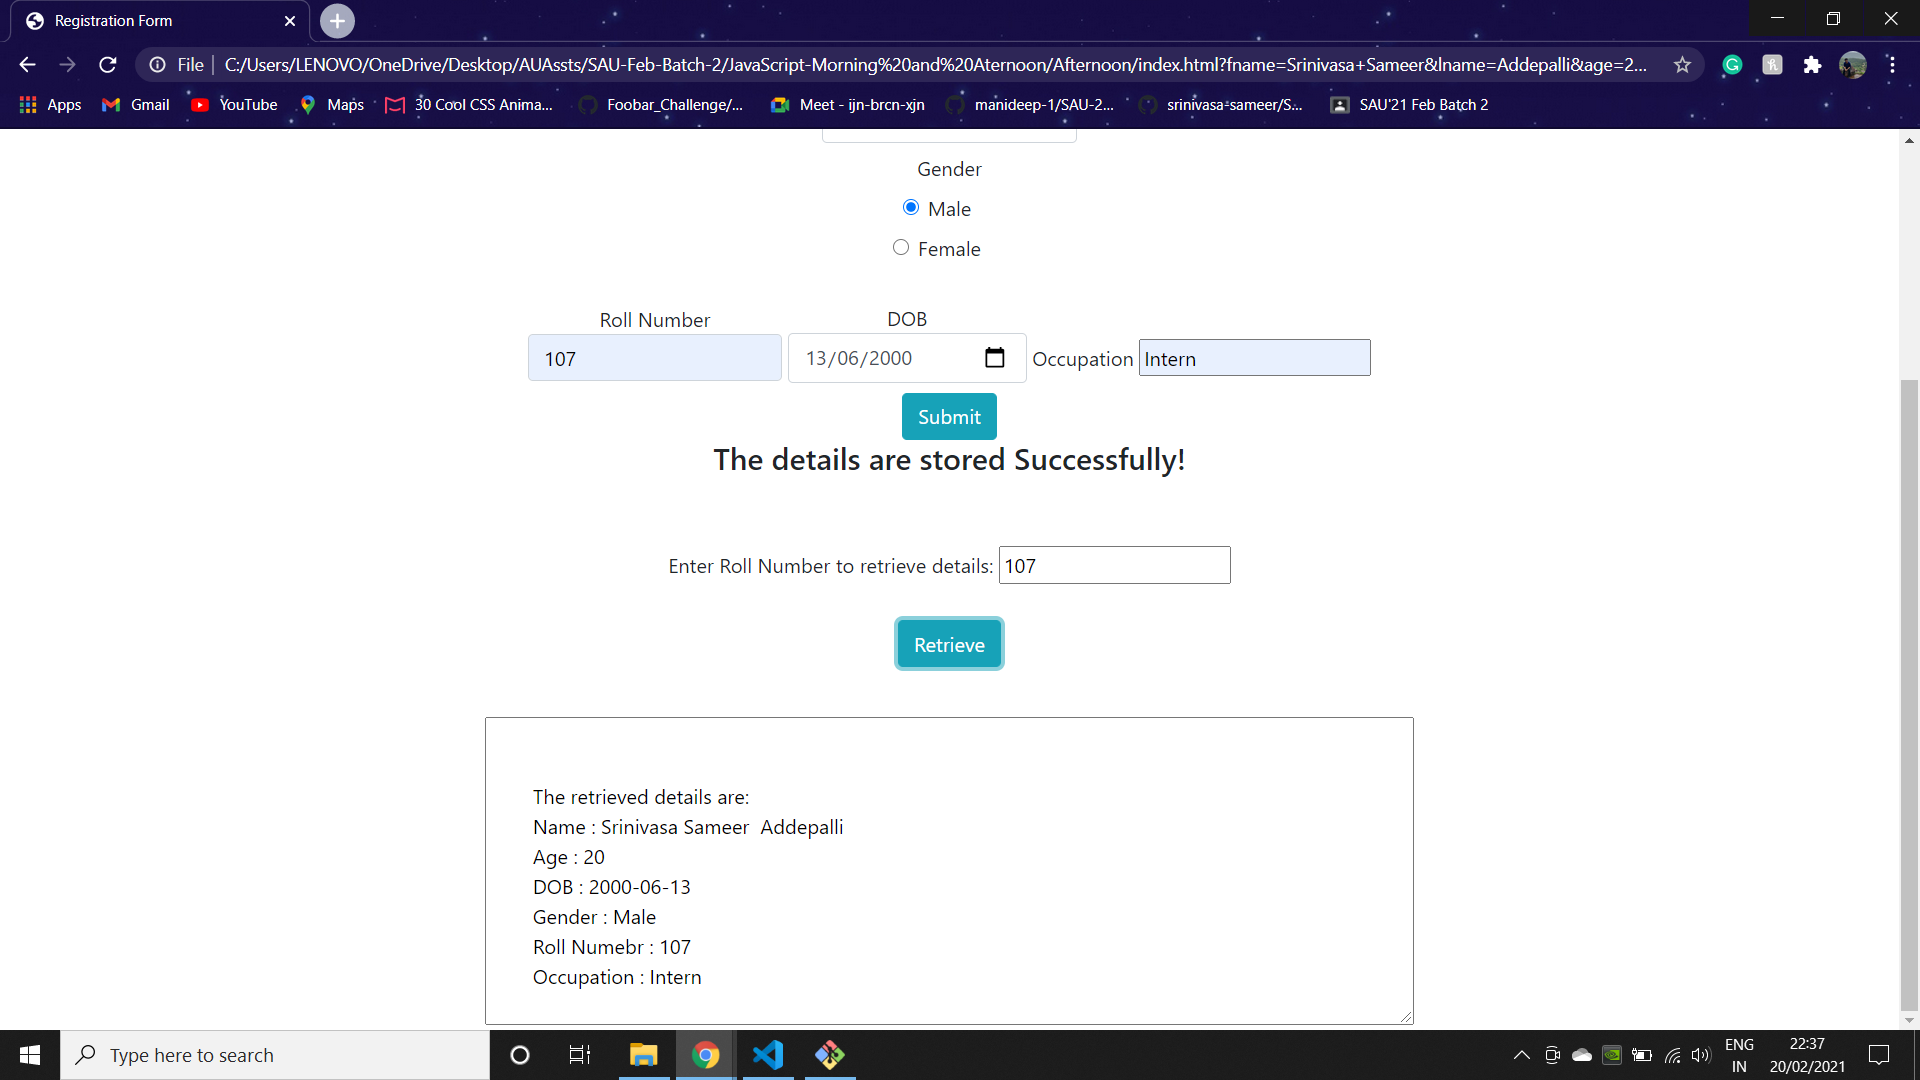 Registration Form
File
C:/Users/LENOVO/OneDrive/Desktop/AUAssts/SAU-Feb-Batch-2/JavaScript-Morning%20and%20Aternoon/Afternoon/index.html?fname=Srinivasa+Sameer&lname=Addepalli&age=2...
Apps Gmail YouTube Maps 30 Cool CSS Anima... Foobar_Challenge/... Meet - ijn-brcn-xjn manideep-1/SAU-2... srinivasa-sameer/S... SAU'21 Feb Batch 2
Gender
Male
Female
Roll Number DOB
107 13/06/2000 Occupation Intern
Submit
The details are stored Successfully!
Enter Roll Number to retrieve details: 107
Retrieve
The retrieved details are:
Name : Srinivasa Sameer  Addepalli
Age : 20
DOB : 2000-06-13
Gender : Male
Roll Numebr : 107
Occupation : Intern
Type here to search
ENG
IN
22:37
20/02/2021